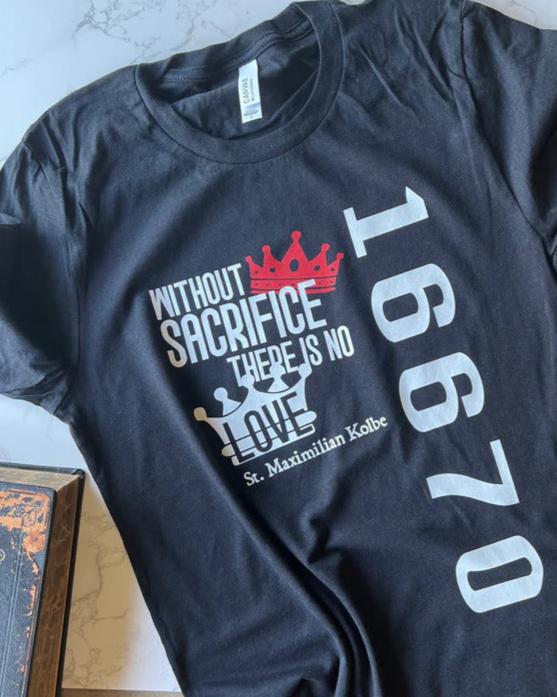 CANVAS
WITHOUT
SACRIFICE
THERE IS NO
LOVE
St. Maximilian Kolbe
16670